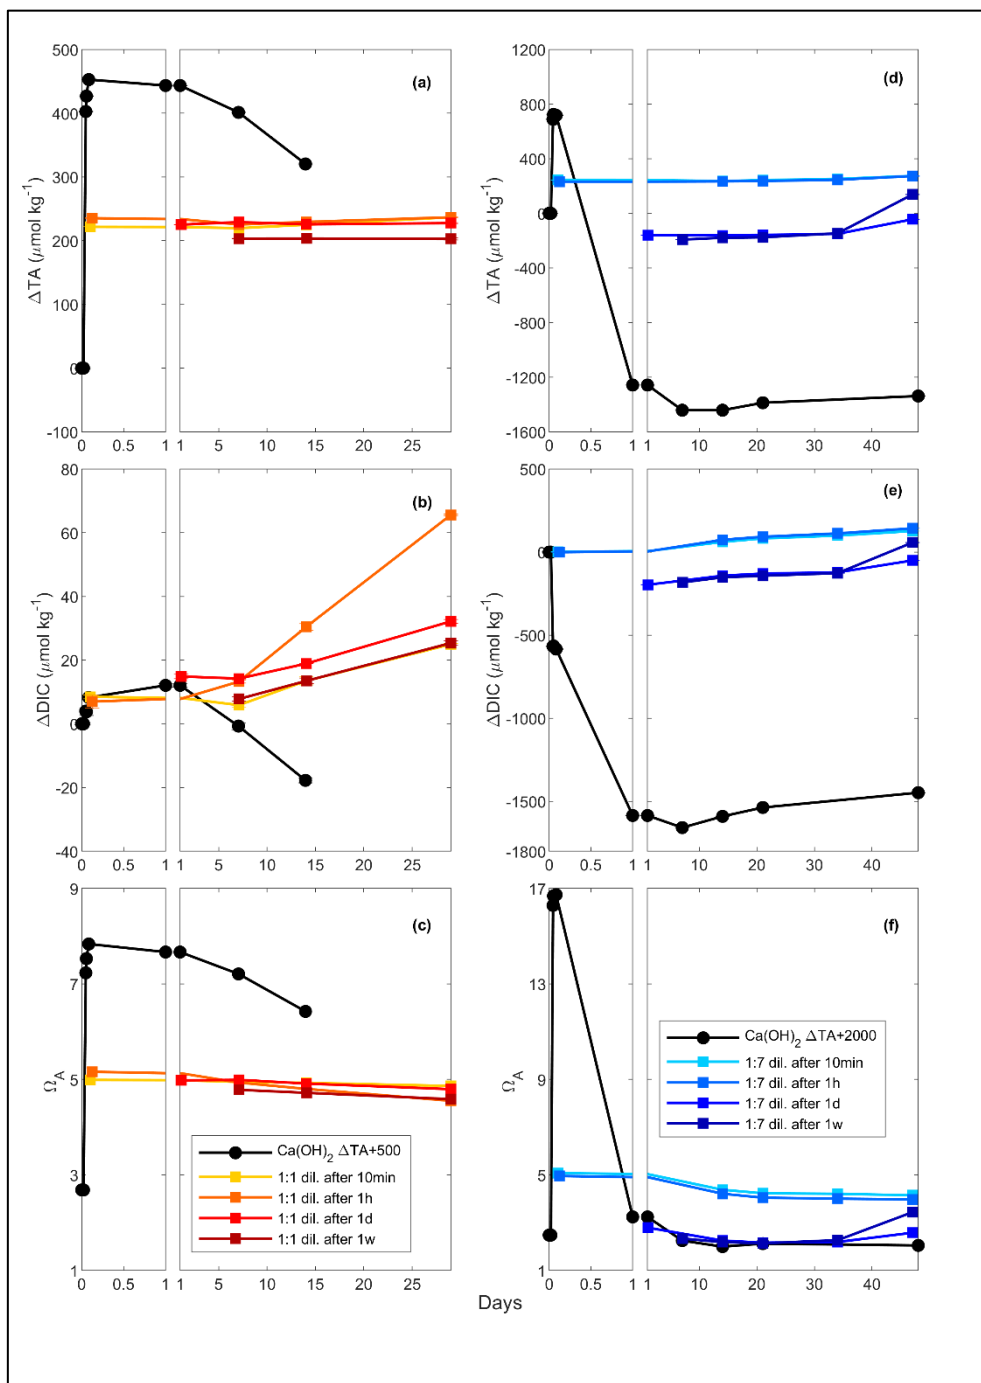 (a)
ΔTA (μmol kg⁻¹)
500
400
300
200
100
0
-100
0 0.5 1 1 5 10 15 20 25
(d)
ΔTA (μmol kg⁻¹)
1200
800
400
0
-400
-800
-1200
-1600
0 0.5 1 1 10 20 30 40
(b)
ΔDIC (μmol kg⁻¹)
80
60
40
20
0
-20
-40
0 0.5 1 1 5 10 15 20 25
(e)
ΔDIC (μmol kg⁻¹)
500
0
-500
-1000
-1500
-1800
0 0.5 1 1 10 20 30 40
(c)
Ω_A
9
7
5
3
1
Ca(OH)₂ ΔTA+500
1:1 dil. after 10min
1:1 dil. after 1h
1:1 dil. after 1d
1:1 dil. after 1w
0 0.5 1 1 5 10 15 20 25
(f)
17
13
9
5
1
Ca(OH)₂ ΔTA+2000
1:7 dil. after 10min
1:7 dil. after 1h
1:7 dil. after 1d
1:7 dil. after 1w
0 0.5 1 1 10 20 30 40
Days